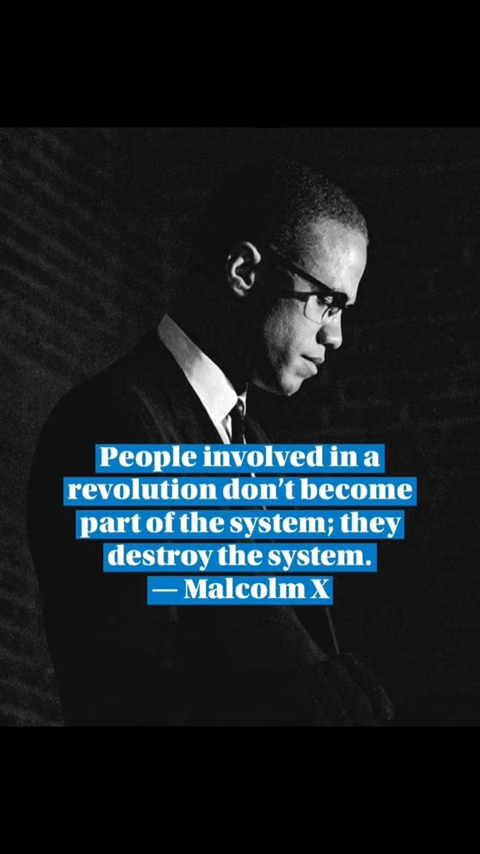 People involved in a
revolution don’t become
part of the system; they
destroy the system.
— Malcolm X